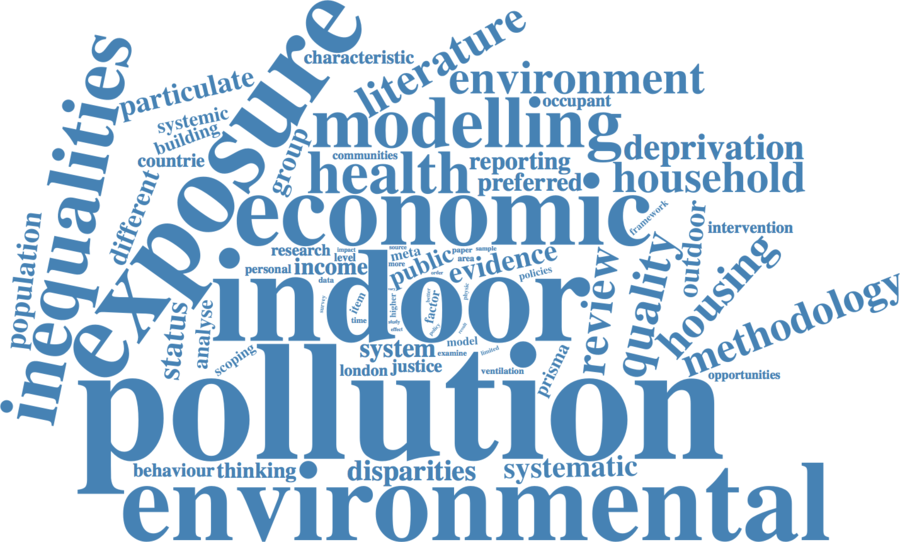 exposure
characteristic
literature
inequalities
particulate
environment
occupant
systemic
building
modelling
group
countrie
communities
reporting
deprivation
health
preferred
household
different
economic
framework
outdoor
intervention
population
research
impact
level
source
meta
paper
sample
area
more
public
evidence
order
policies
personal
income
data
indoor
review
quality
housing
methodology
status
analyse
survey
item
time
higher
factor
study
effect
model
system
examine
limited
scoping
london
justice
ventilation
prisma
opportunities
pollution
behaviour
thinking
disparities
systematic
environmental